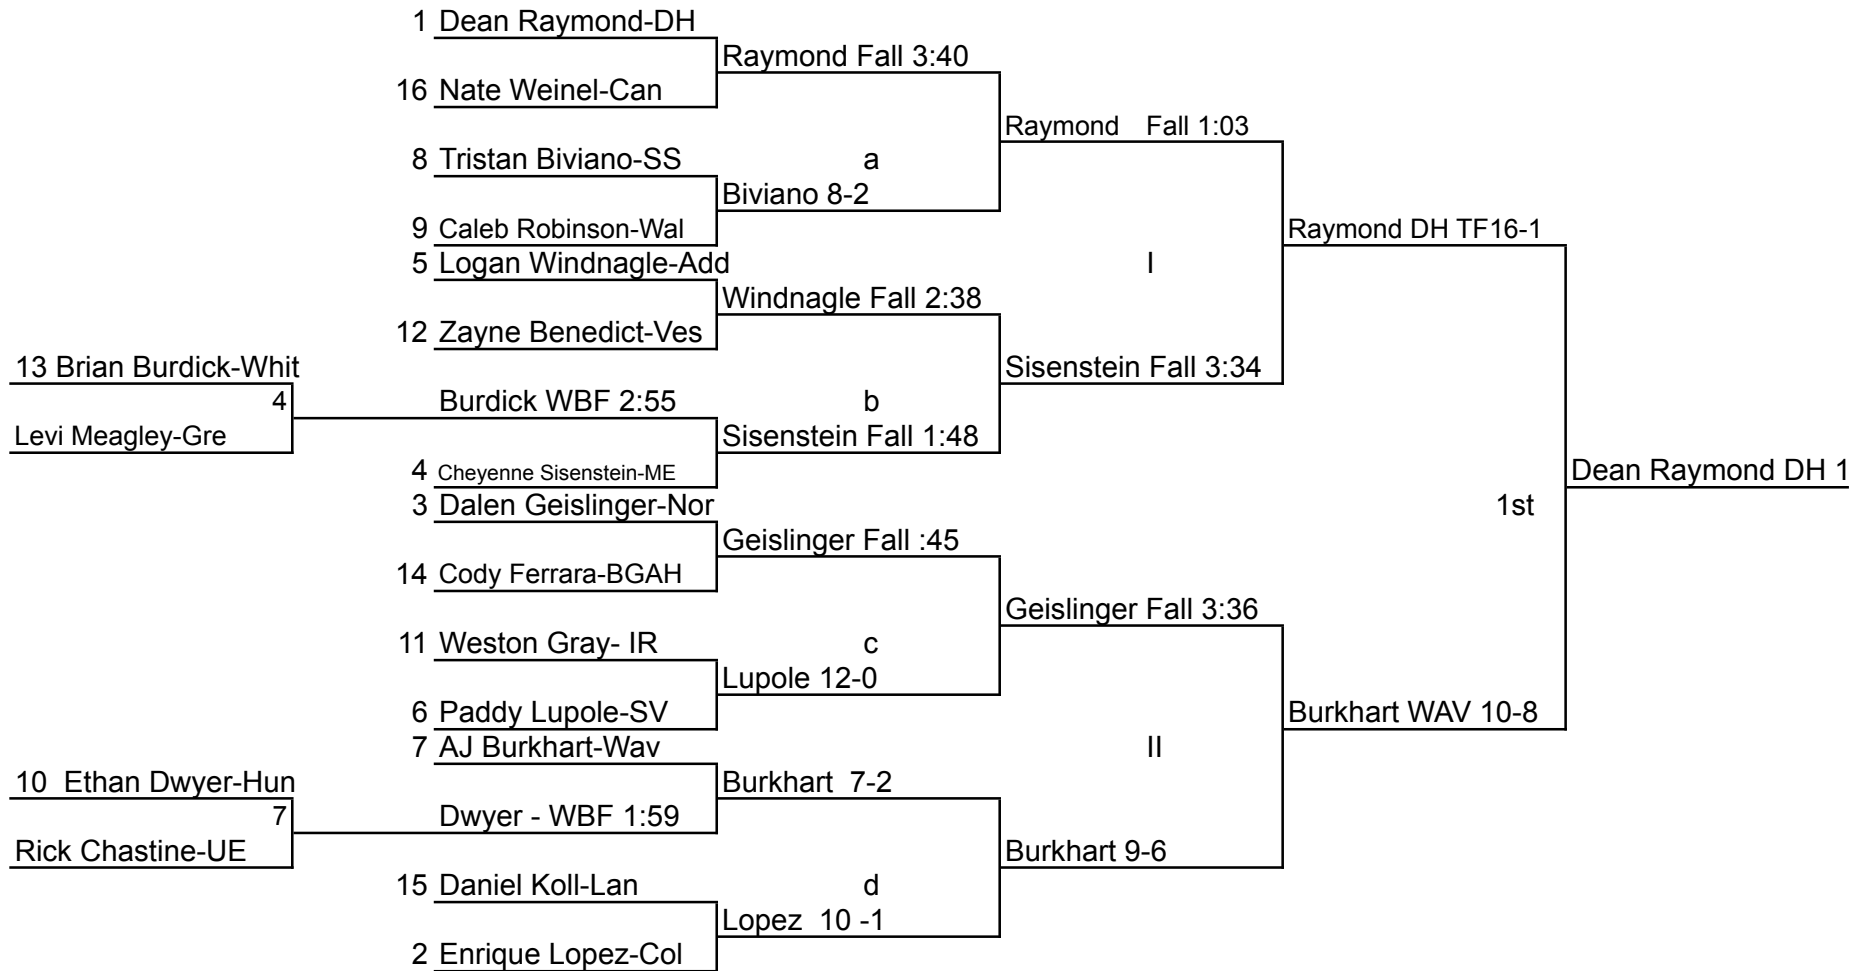 1 Dean Raymond-DH
Raymond Fall 3:40
16 Nate Weinel-Can
Raymond Fall 1:03
8 Tristan Biviano-SS
a
Biviano 8-2
9 Caleb Robinson-Wal
Raymond DH TF16-1
5 Logan Windnagle-Add
I
Windnagle Fall 2:38
12 Zayne Benedict-Ves
13 Brian Burdick-Whit
Sisenstein Fall 3:34
4
Burdick WBF 2:55
b
Levi Meagley-Gre
Sisenstein Fall 1:48
4 Cheyenne Sisenstein-ME
Dean Raymond DH 1
3 Dalen Geislinger-Nor
1st
Geislinger Fall :45
14 Cody Ferrara-BGAH
Geislinger Fall 3:36
11 Weston Gray- IR
c
Lupole 12-0
6 Paddy Lupole-SV
Burkhart WAV 10-8
7 AJ Burkhart-Wav
II
10 Ethan Dwyer-Hun
Burkhart 7-2
7
Dwyer - WBF 1:59
Rick Chastine-UE
Burkhart 9-6
15 Daniel Koll-Lan
d
Lopez 10 -1
2 Enrique Lopez-Col